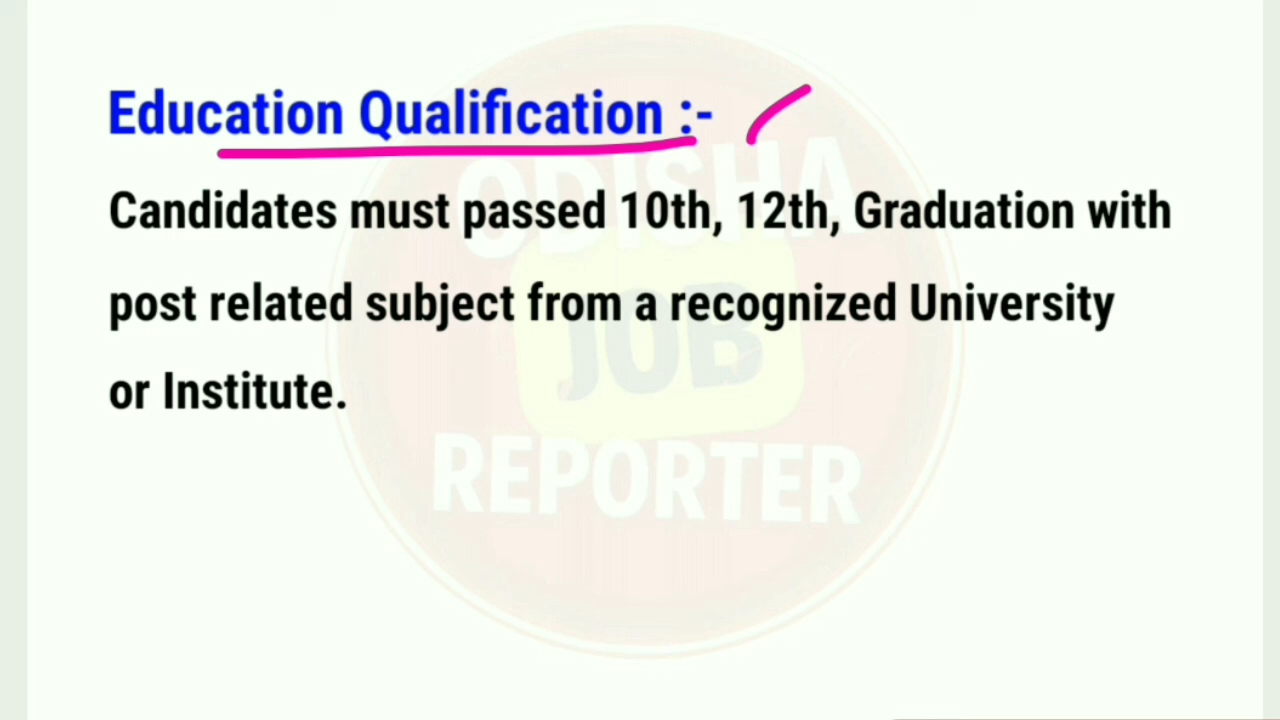 Education Qualification :-
Candidates must passed 10th, 12th, Graduation with
post related subject from a recognized University
or Institute.
ODISHA
JOB
REPORTER